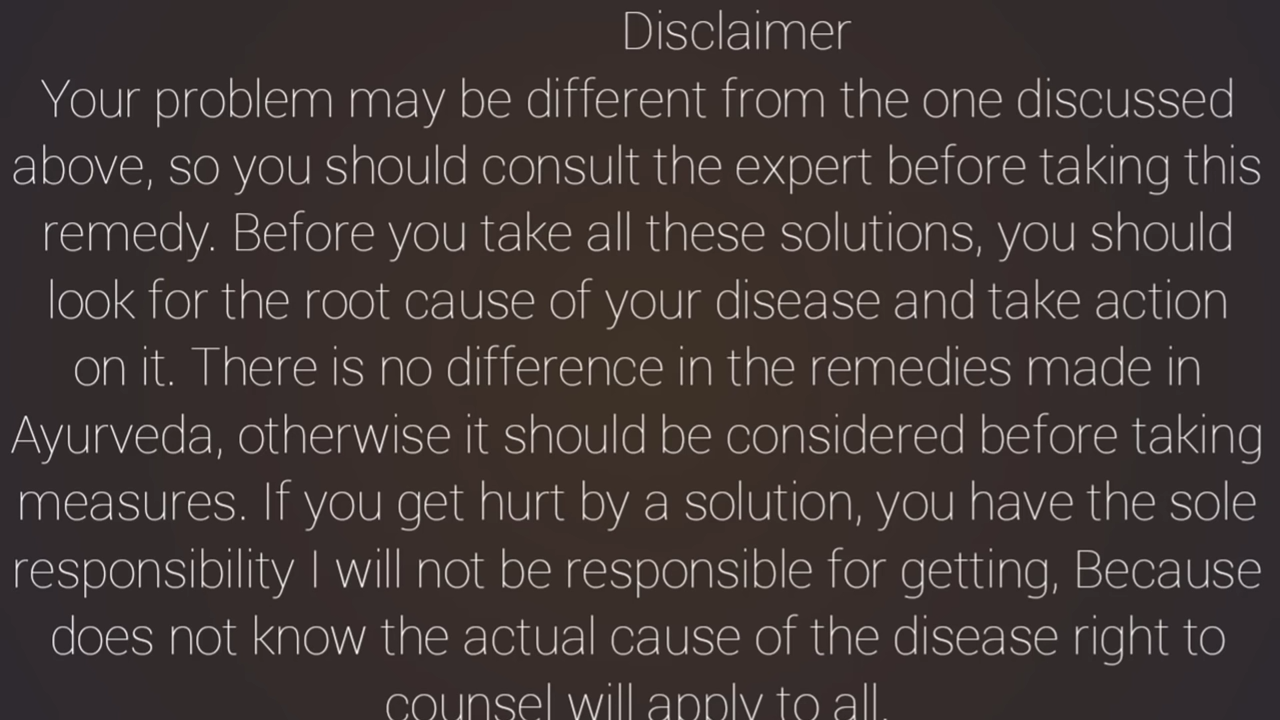 Disclaimer
Your problem may be different from the one discussed
above, so you should consult the expert before taking this
remedy. Before you take all these solutions, you should
look for the root cause of your disease and take action
on it. There is no difference in the remedies made in
Ayurveda, otherwise it should be considered before taking
measures. If you get hurt by a solution, you have the sole
responsibility I will not be responsible for getting, Because
does not know the actual cause of the disease right to
counsel will apply to all.